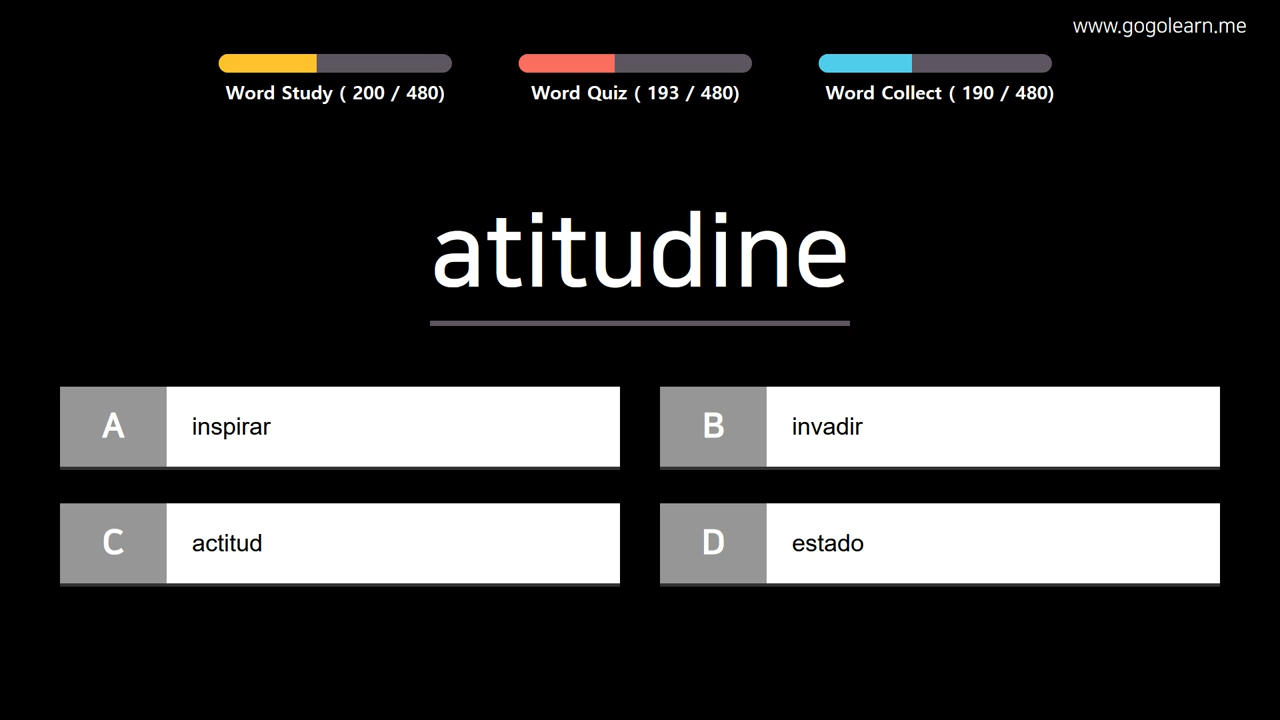 www.gogolearn.me
Word Study ( 200 / 480)
Word Quiz ( 193 / 480)
Word Collect ( 190 / 480)
atitudine
A inspirar
B invadir
C actitud
D estado